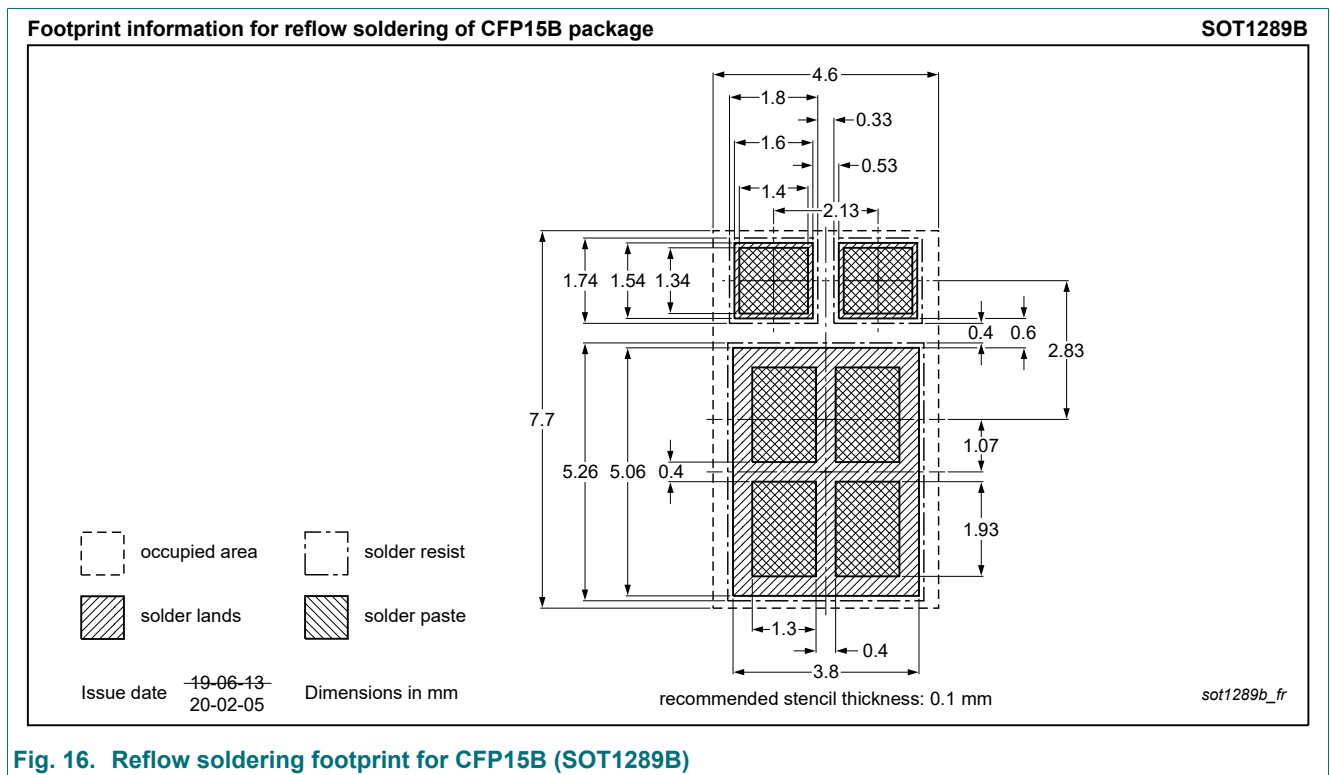 Footprint information for reflow soldering of CFP15B package SOT1289B
4.6
1.8
0.33
1.6
0.53
1.4
2.13
1.74 1.54 1.34
0.4 0.6
2.83
7.7
1.07
5.26 5.06 0.4
1.93
occupied area solder resist
solder lands solder paste
1.3
0.4
3.8
Issue date 19-06-13 Dimensions in mm
20-02-05
recommended stencil thickness: 0.1 mm
sot1289b_fr
Fig. 16. Reflow soldering footprint for CFP15B (SOT1289B)